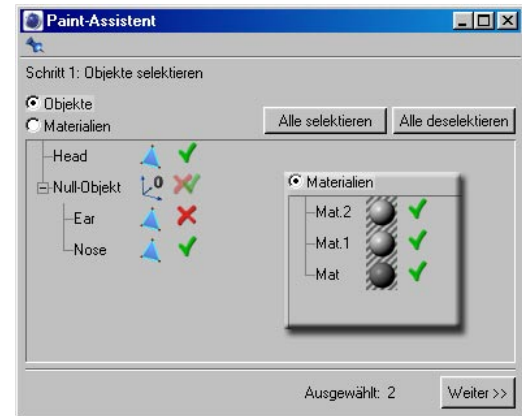 Paint-Assistent
Schritt 1: Objekte selektieren
Objekte
Materialien
Alle selektieren
Alle deselektieren
Head
Null-Objekt
0
Ear
Nose
Materialien
Mat.2
Mat.1
Mat
Ausgewählt: 2
Weiter >>